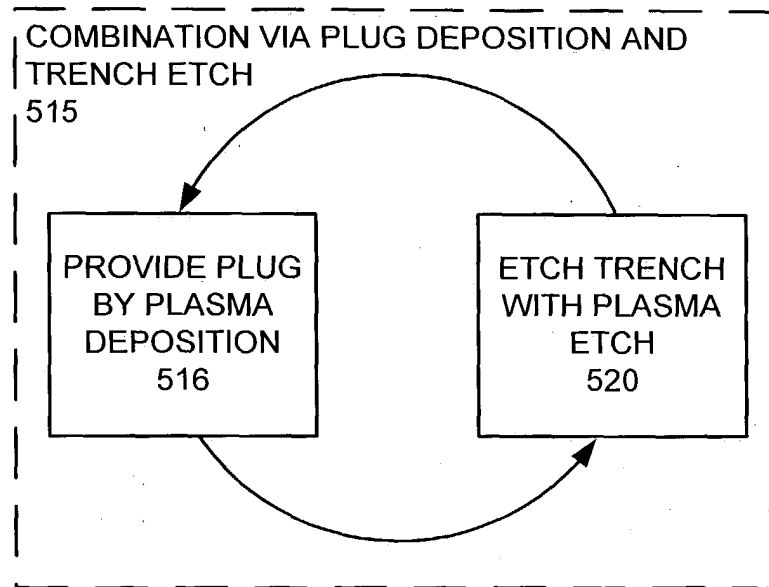 COMBINATION VIA PLUG DEPOSITION AND
TRENCH ETCH
515
PROVIDE PLUG
BY PLASMA
DEPOSITION
516
ETCH TRENCH
WITH PLASMA
ETCH
520